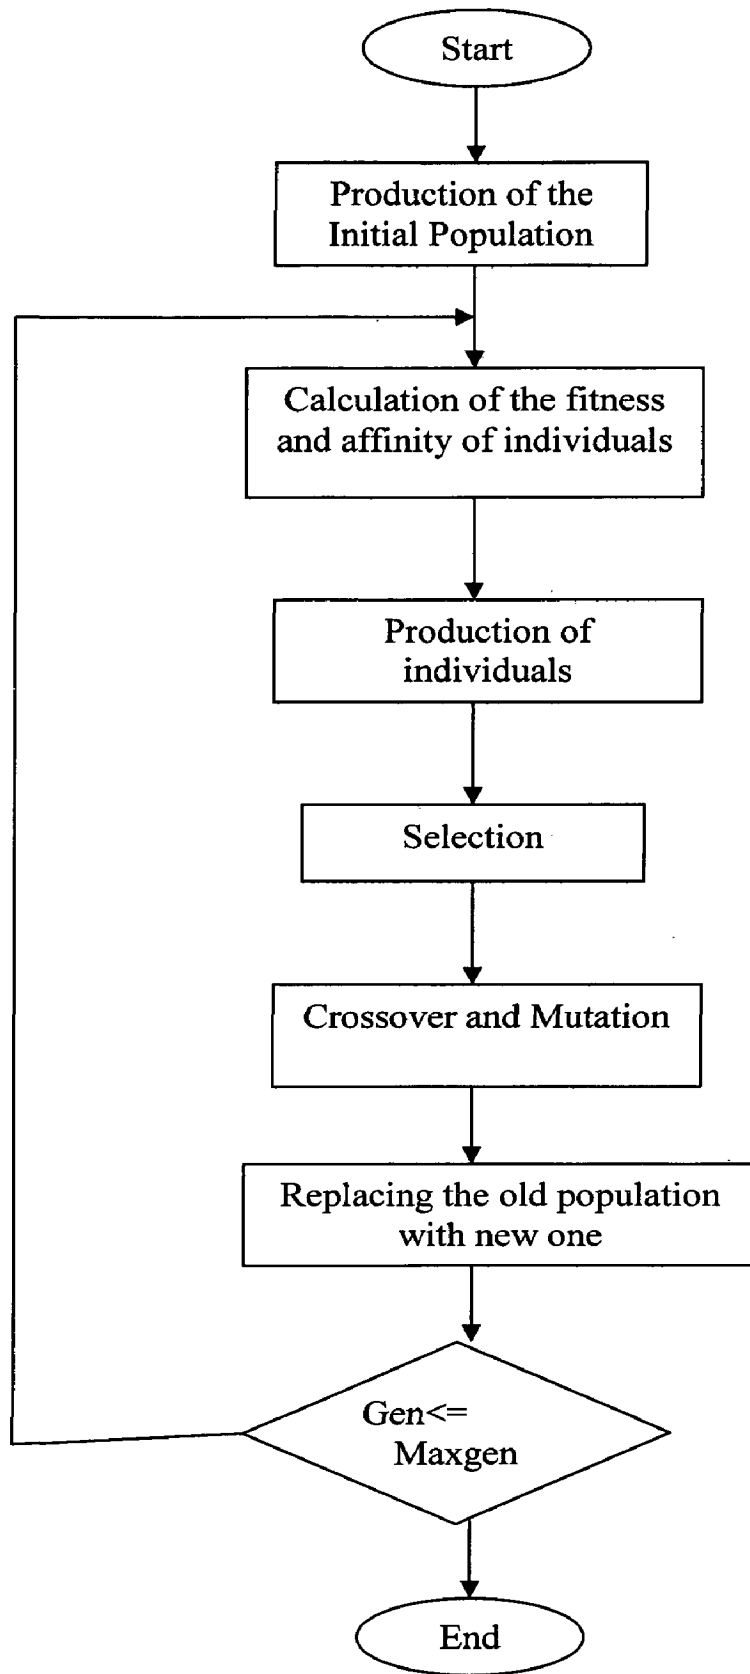 Start
Production of the
Initial Population
Calculation of the fitness
and affinity of individuals
Production of
individuals
Selection
Crossover and Mutation
Replacing the old population
with new one
Gen<=
Maxgen
End